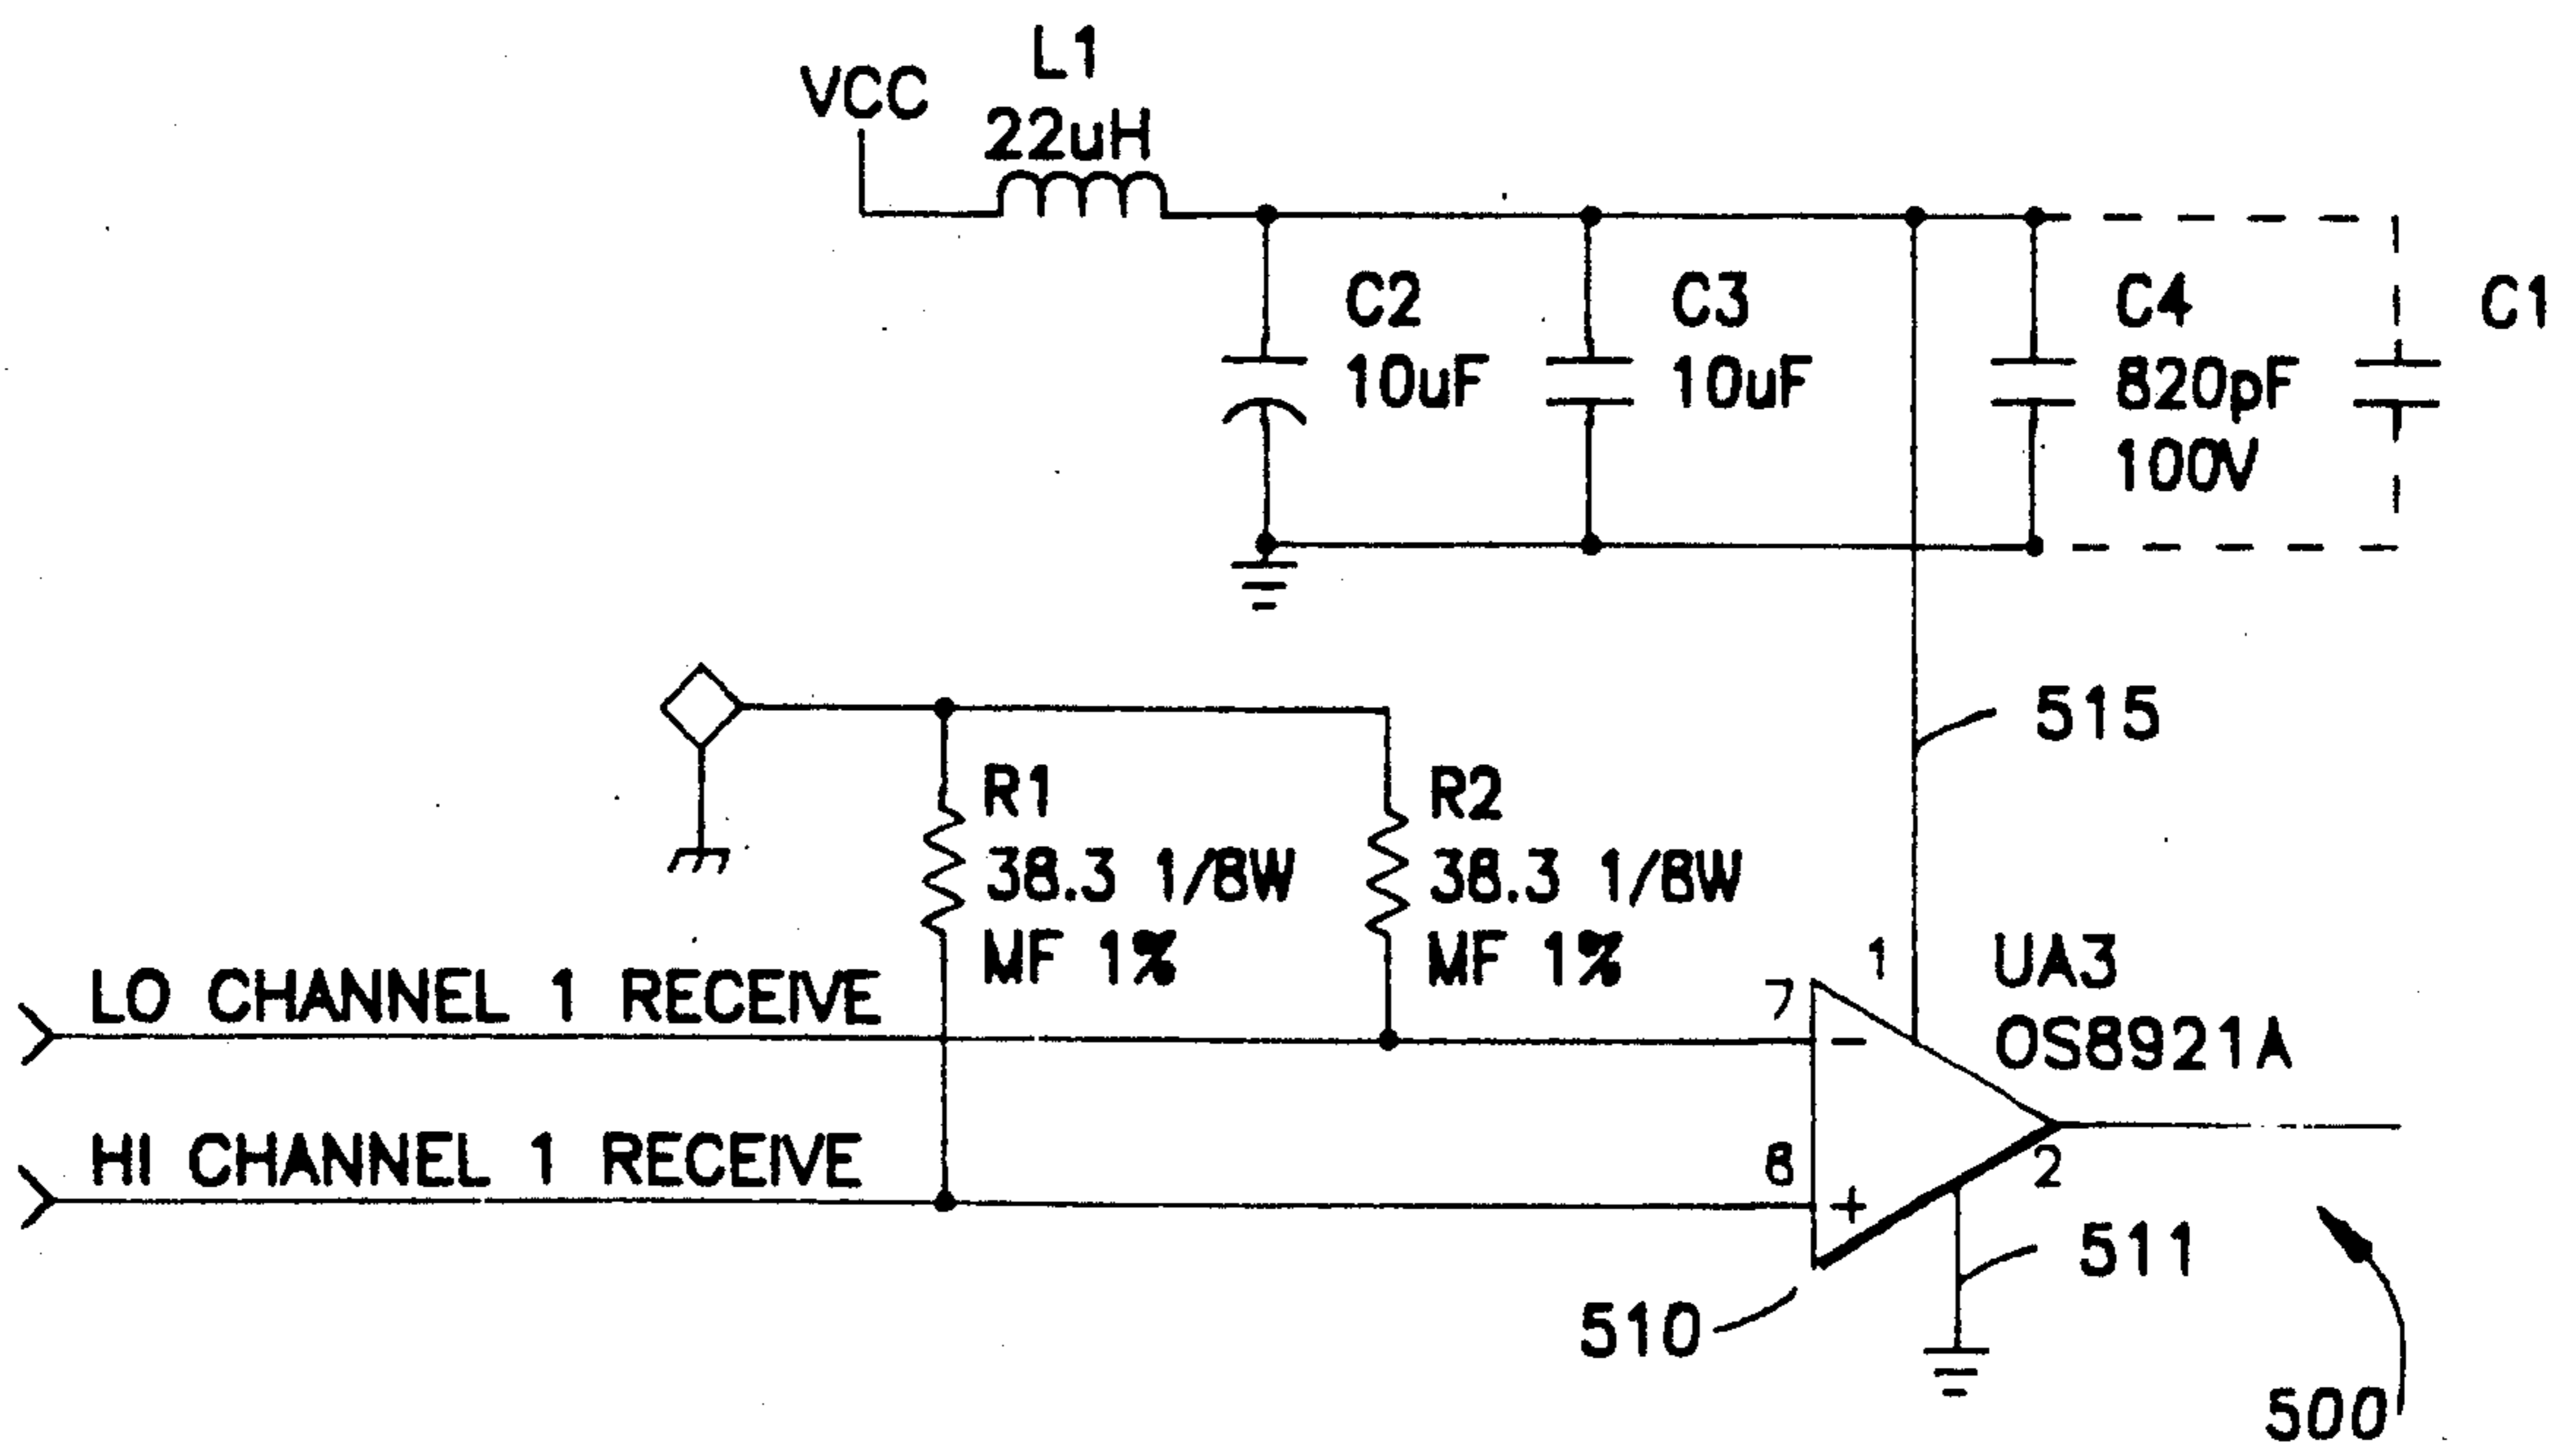 L1
VCC
22uH
C2
10uF
C3
10uF
C4
820pF
100V
C1
515
R1
38.3 1/8W
MF 1%
R2
38.3 1/8W
MF 1%
LO CHANNEL 1 RECEIVE
HI CHANNEL 1 RECEIVE
7
1
UA3
OS8921A
-
8
+
2
511
510
500